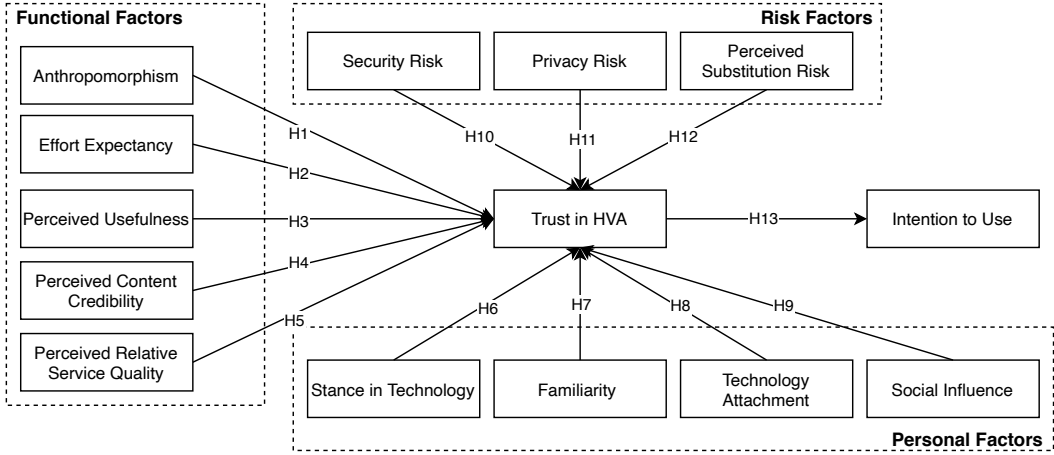 Functional Factors
Anthropomorphism
Effort Expectancy
Perceived Usefulness
Perceived Content
Credibility
Perceived Relative
Service Quality
H1
H2
H3
H4
H5
Risk Factors
Security Risk
Privacy Risk
Perceived
Substitution Risk
H10
H11
H12
Trust in HVA
H13
Intention to Use
H6
H7
H8
H9
Stance in Technology
Familiarity
Technology
Attachment
Social Influence
Personal Factors